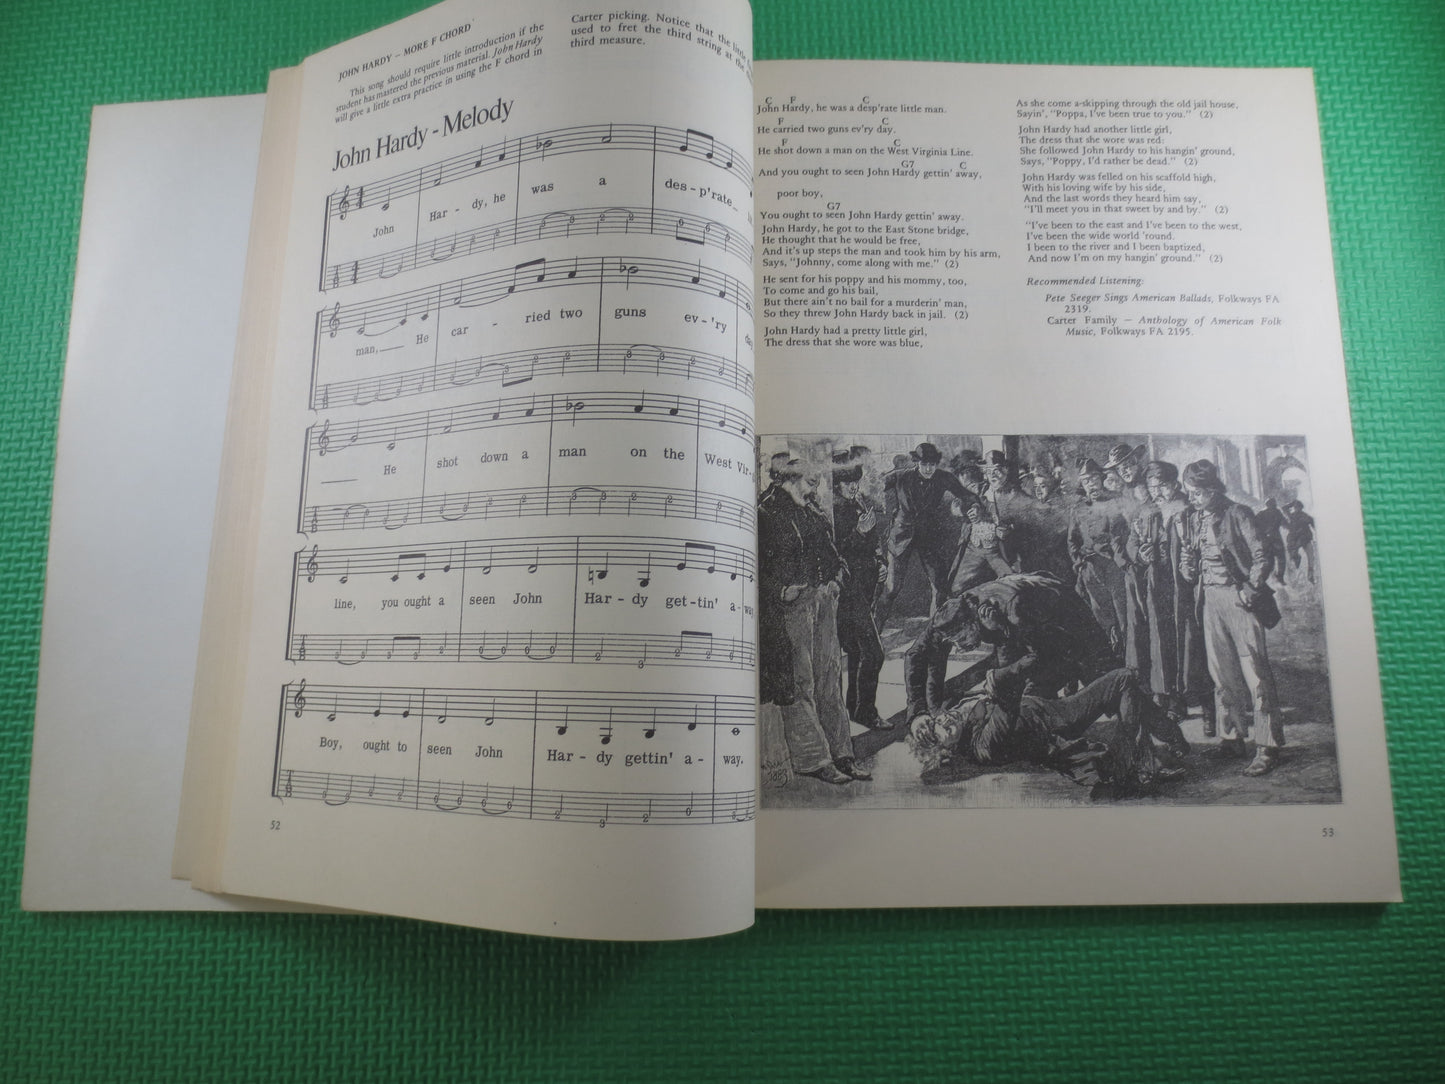 JOHN HARDY – MORE F CHORD
This song should require little introduction if the
student has mastered the previous material. John Hardy
will give a little extra practice in using the F chord in
Carter picking. Notice that the little
used to fret the third string at the
third measure.
John Hardy - Melody
John Har - dy, he was a des - p'rate
man, He car - ried two guns ev - 'ry
He shot down a man on the West Vir
line, you ought a seen John Har - dy get - tin' a -
Boy, ought to seen John Har - dy gettin' a - way.
52
C F C
John Hardy, he was a desp'rate little man.
F C
He carried two guns ev'ry day.
F C
He shot down a man on the West Virginia Line.
G7 C
And you ought to seen John Hardy gettin' away,
poor boy,
G7
You ought to seen John Hardy gettin' away.
John Hardy, he got to the East Stone bridge,
He thought that he would be free,
And it's up steps the man and took him by his arm,
Says, "Johnny, come along with me." (2)
He sent for his poppy and his mommy, too,
To come and go his bail,
But there ain't no bail for a murderin' man,
So they threw John Hardy back in jail. (2)
John Hardy had a pretty little girl,
The dress that she wore was blue,
As she come a-skipping through the old jail house,
Sayin', "Poppa, I've been true to you." (2)
John Hardy had another little girl,
The dress that she wore was red:
She followed John Hardy to his hangin' ground,
Says, "Poppy, I'd rather be dead." (2)
John Hardy was felled on his scaffold high,
With his loving wife by his side,
And the last words they heard him say,
"I'll meet you in that sweet by and by." (2)
"I've been to the east and I've been to the west,
I've been the wide world 'round.
I been to the river and I been baptized,
And now I'm on my hangin' ground." (2)
Recommended Listening:
Pete Seeger Sings American Ballads, Folkways FA
2319.
Carter Family – Anthology of American Folk
Music, Folkways FA 2195.
1883
53